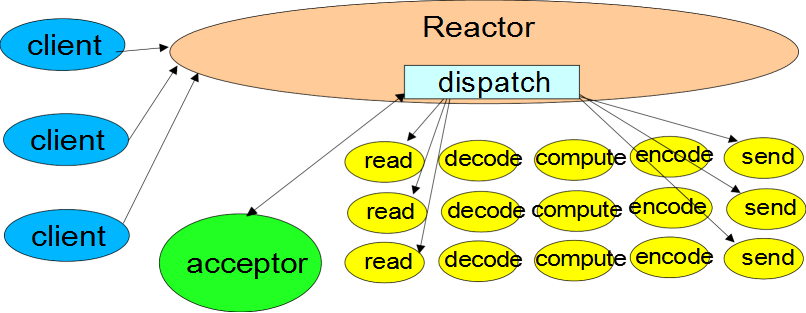 Reactor
client
dispatch
client
read decode compute encode send
read decode compute encode send
client
acceptor
read decode compute encode send